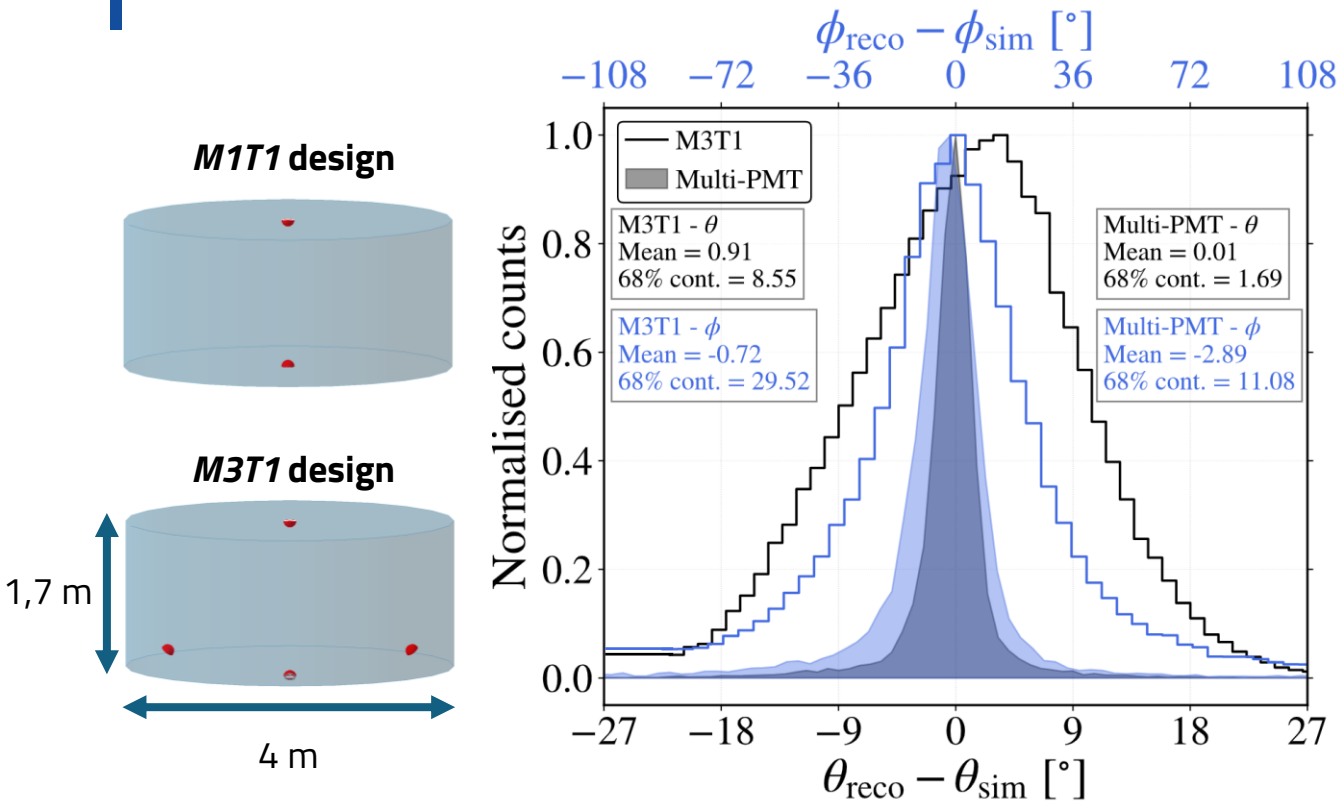 M1T1 design
M3T1 design
1,7 m
4 m
ϕreco − ϕsim [°]
−108 −72 −36 0 36 72 108
Normalised counts
1.0
0.8
0.6
0.4
0.2
0.0
M3T1
Multi-PMT
M3T1 - θ
Mean = 0.91
68% cont. = 8.55
M3T1 - ϕ
Mean = -0.72
68% cont. = 29.52
Multi-PMT - θ
Mean = 0.01
68% cont. = 1.69
Multi-PMT - ϕ
Mean = -2.89
68% cont. = 11.08
−27 −18 −9 0 9 18 27
θreco − θsim [°]